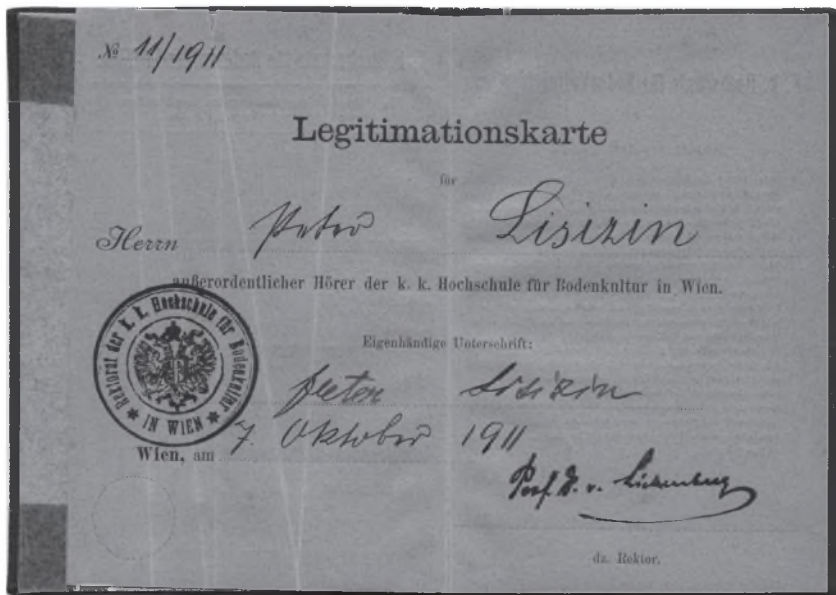 № 11/1911
Legitimationskarte
für
Herrn Peter Lisizin
außerordentlicher Hörer der k. k. Hochschule für Bodenkultur in Wien.
Rektorat der k. k. Hochschule für Bodenkultur
IN WIEN
Eigenhändige Unterschrift:
Peter Lisizin
Wien, am 7. Oktober 1911
Prof. v.
dz. Rektor.